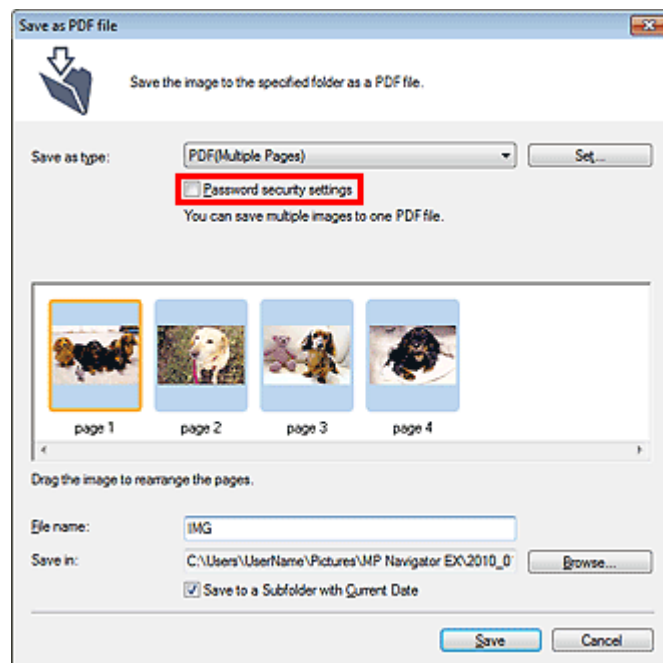 Save as PDF file
Save the image to the specified folder as a PDF file.
Save as type: PDF(Multiple Pages) Set...
Password security settings
You can save multiple images to one PDF file.
page 1 page 2 page 3 page 4
Drag the image to rearrange the pages.
File name: IMG
Save in: C:\Users\UserName\Pictures\MP Navigator EX\2010_0 Browse...
Save to a Subfolder with Current Date
Save Cancel